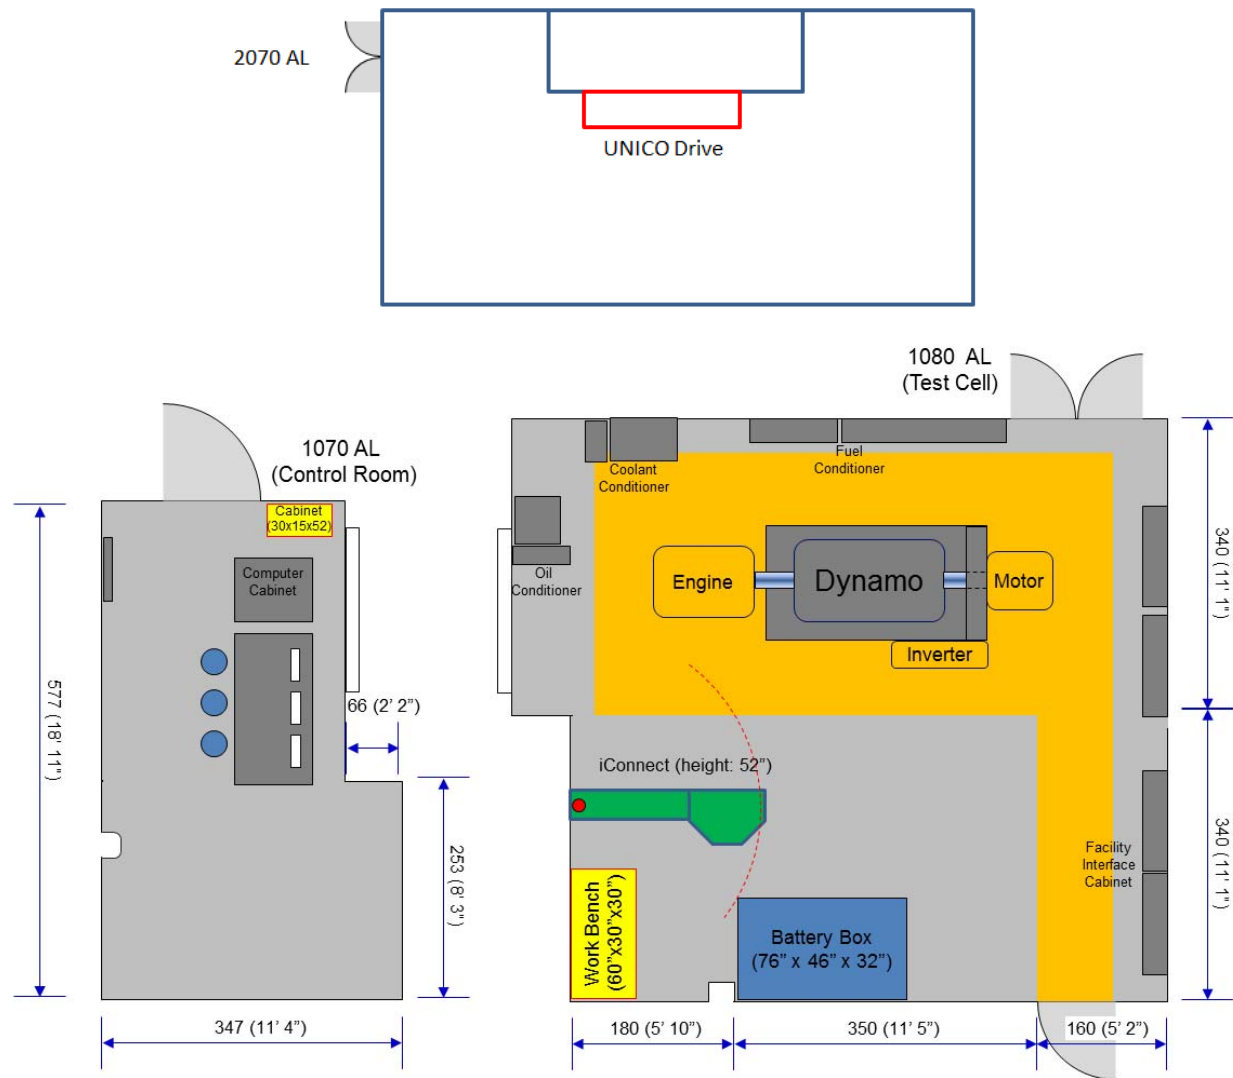 2070 AL
UNICO Drive
1080 AL
(Test Cell)
1070 AL
(Control Room)
Cabinet
(30x15x52)
Computer
Cabinet
66 (2' 2”)
577 (18' 11”)
253 (8' 3”)
347 (11' 4”)
Coolant
Conditioner
Fuel
Conditioner
Oil
Conditioner
Engine
Dynamo
Motor
Inverter
340 (11' 1”)
iConnect (height: 52”)
340 (11' 1”)
Facility
Interface
Cabinet
Work Bench
(60”x30”x30”)
Battery Box
(76” x 46” x 32”)
180 (5' 10”)
350 (11' 5”)
160 (5' 2”)